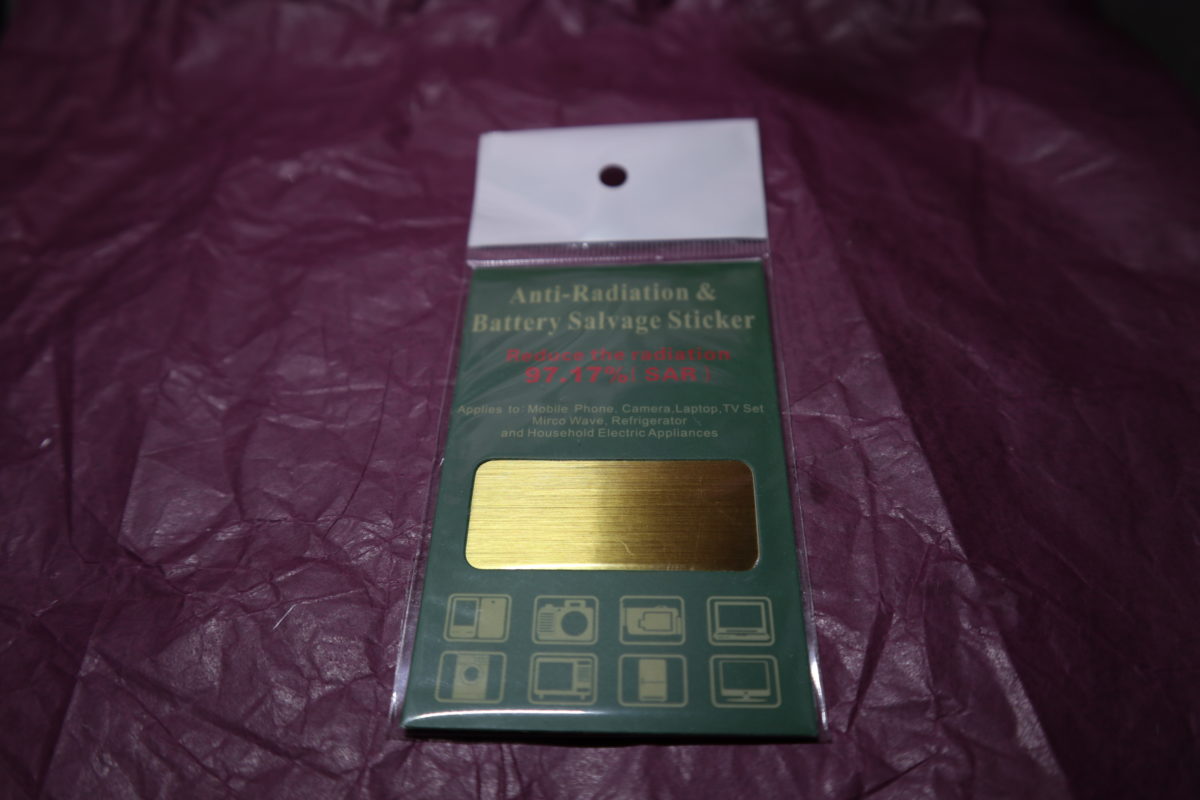 Anti-Radiation &
Battery Salvage Sticker
Reduce the radiation
97.17% ( SAR )
Applies to: Mobile Phone, Camera,Laptop,TV Set
Mirco Wave, Refrigerator
and Household Electric Appliances